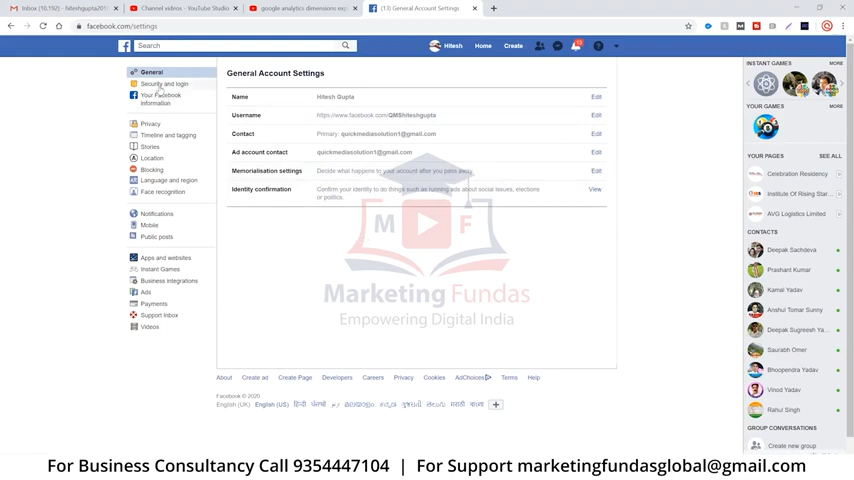 Inbox (10,192) - hiteshgupta201
Channel videos - YouTube Studio
google analytics dimensions exp
(13) General Account Settings
facebook.com/settings
Search
Hitesh
Home
Create
General
Security and login
Your Facebook
information
Privacy
Timeline and tagging
Stories
Location
Blocking
Language and region
Face recognition
Notifications
Mobile
Public posts
Apps and websites
Instant Games
Business integrations
Ads
Payments
Support Inbox
Videos
General Account Settings
Name Hitesh Gupta Edit
Username https://www.facebook.com/QMShiteshgupta Edit
Contact Primary: quickmediasolution1@gmail.com Edit
Ad account contact quickmediasolution1@gmail.com Edit
Memorialisation settings Decide what happens to your account after you pass away. Edit
Identity confirmation Confirm your identity to do things such as running ads about social issues, elections View
or politics.
M F
Marketing Fundas
Empowering Digital India
About Create ad Create Page Developers Careers Privacy Cookies AdChoices Terms Help
Facebook © 2020
English (UK) English (US) हिन्दी ਪੰਜਾਬੀ اردو മലയാളം ಕನ್ನಡ ગુજરાતી తెలుగు मराठी বাংলা
INSTANT GAMES MORE
YOUR GAMES MORE
YOUR PAGES SEE ALL
Celebration Residency
Institute Of Rising Star...
AVG Logistics Limited
CONTACTS
Deepak Sachdeva
Prashant Kumar
Kamal Yadav
Anshul Tomar Sunny
Deepak Sugreesh Ya...
Saurabh Omer
Bhoopendra Yadav
Vinod Yadav
Rahul Singh
GROUP CONVERSATIONS
Create new group
For Business Consultancy Call 9354447104 | For Support marketingfundasglobal@gmail.com